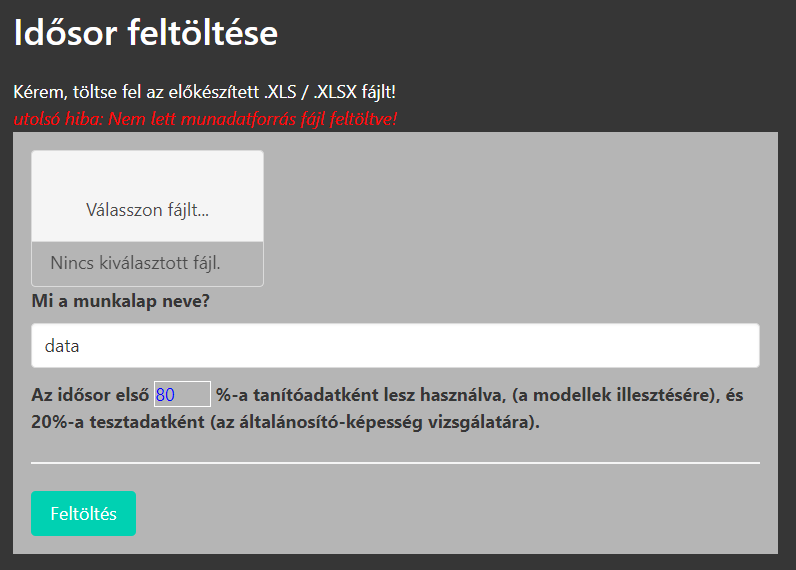 Idősor feltöltése
Kérem, töltse fel az előkészített .XLS / .XLSX fájlt!
utolsó hiba: Nem lett munadatforrás fájl feltöltve!
Válasszon fájlt...
Nincs kiválasztott fájl.
Mi a munkalap neve?
data
Az idősor első 80 %-a tanítóadatként lesz használva, (a modellek illesztésére), és
20%-a tesztadatként (az általánosító-képesség vizsgálatára).
Feltöltés